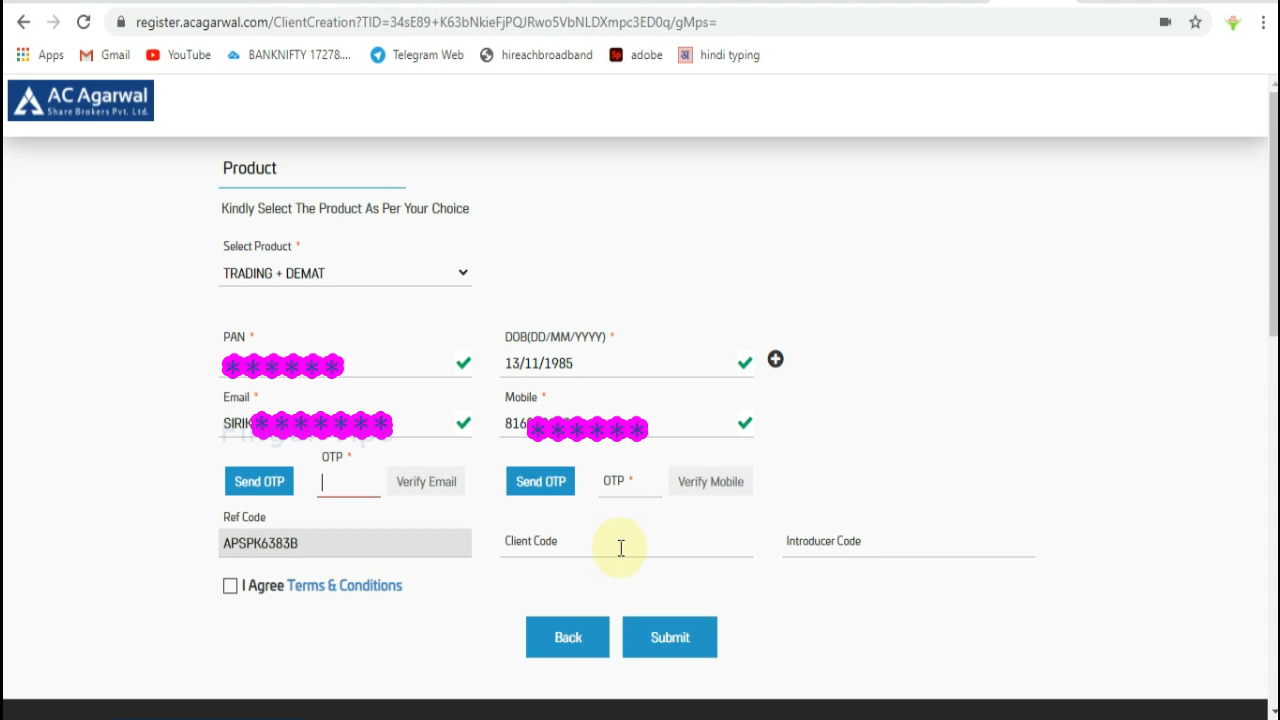 register.acagarwal.com/ClientCreation?TID=34sE89+K63bNkieFjPQJRwo5VbNLDXmpc3ED0q/gMps=
Apps Gmail YouTube BANKNIFTY 17278.... Telegram Web hireachbroadband Sp adobe अ hindi typing
AC Agarwal
Share Brokers Pvt. Ltd.
Product
Kindly Select The Product As Per Your Choice
Select Product *
TRADING + DEMAT
PAN * DOB(DD/MM/YYYY) *
****** 13/11/1985
Email * Mobile *
SIRIK******* 816 ******
OTP *
Send OTP Verify Email Send OTP OTP * Verify Mobile
Ref Code
APSPK6383B Client Code Introducer Code
I Agree Terms & Conditions
Back Submit